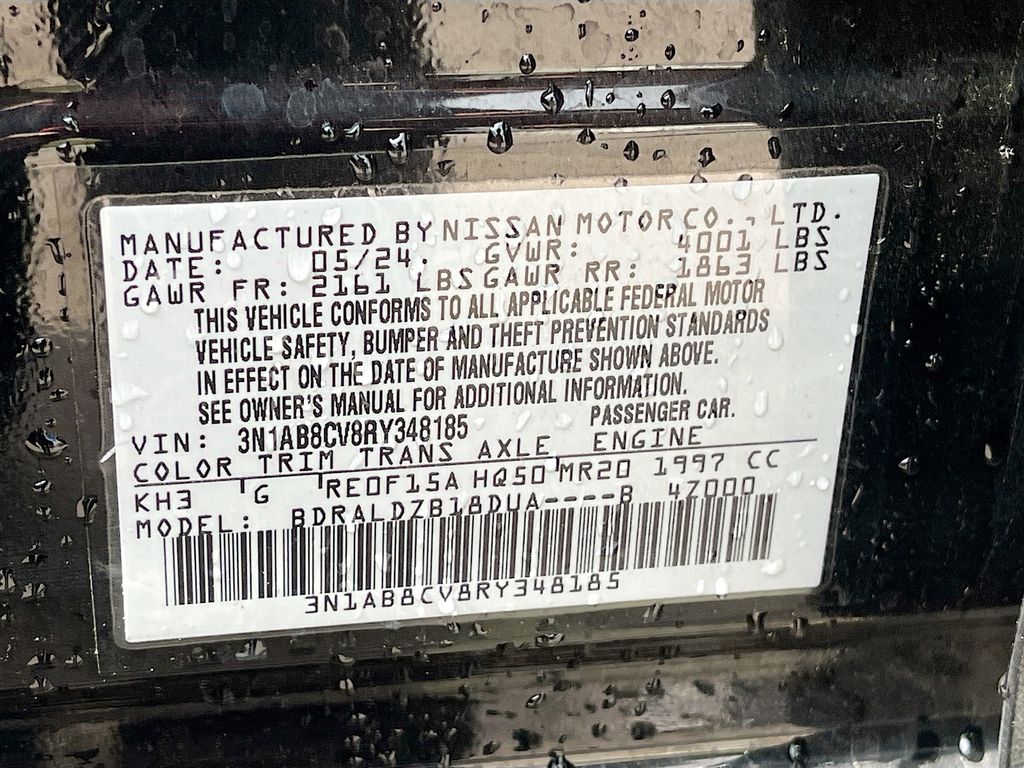 MANUFACTURED BY NISSAN MOTOR CO., LTD.
DATE: 05/24. GVWR: 4001 LBS
GAWR FR: 2161 LBS GAWR RR: 1863 LBS
THIS VEHICLE CONFORMS TO ALL APPLICABLE FEDERAL MOTOR
VEHICLE SAFETY, BUMPER AND THEFT PREVENTION STANDARDS
IN EFFECT ON THE DATE OF MANUFACTURE SHOWN ABOVE.
SEE OWNER'S MANUAL FOR ADDITIONAL INFORMATION.
VIN: 3N1AB8CV8RY348185 PASSENGER CAR.
COLOR TRIM TRANS AXLE ENGINE
KH3 G RE0F15A HQ50 MR20 1997 CC
MODEL: BDRALDZB18DUA----B 47000
3N1AB8CV8RY348185